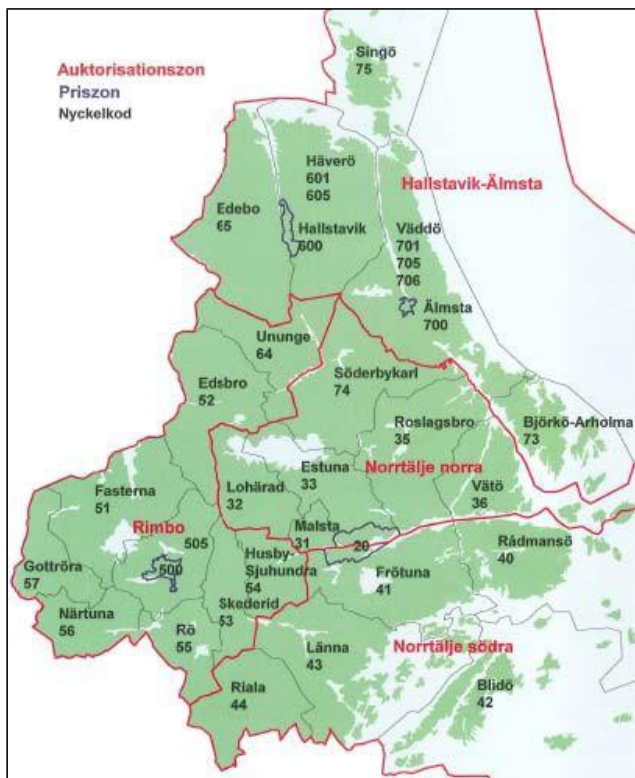 Singö
75
Auktorisationszon
Priszon
Nyckelkod
Häverö
601
605
Hallstavik-Älmsta
Edebo
65
Hallstavik
600
Väddö
701
705
706
Älmsta
700
Ununge
64
Söderbykarl
74
Edsbro
52
Roslagsbro
35
Björkö-Arholma
73
Estuna
33
Norrtälje norra
Fasterna
51
Lohärad
32
Vätö
36
Rimbo
505
Malsta
31
20
Rådmansö
40
Husby-
Sjuhundra
54
500
Gottröra
57
Frötuna
41
Närtuna
56
Skederid
53
Rö
55
Länna
43
Norrtälje södra
Riala
44
Blidö
42